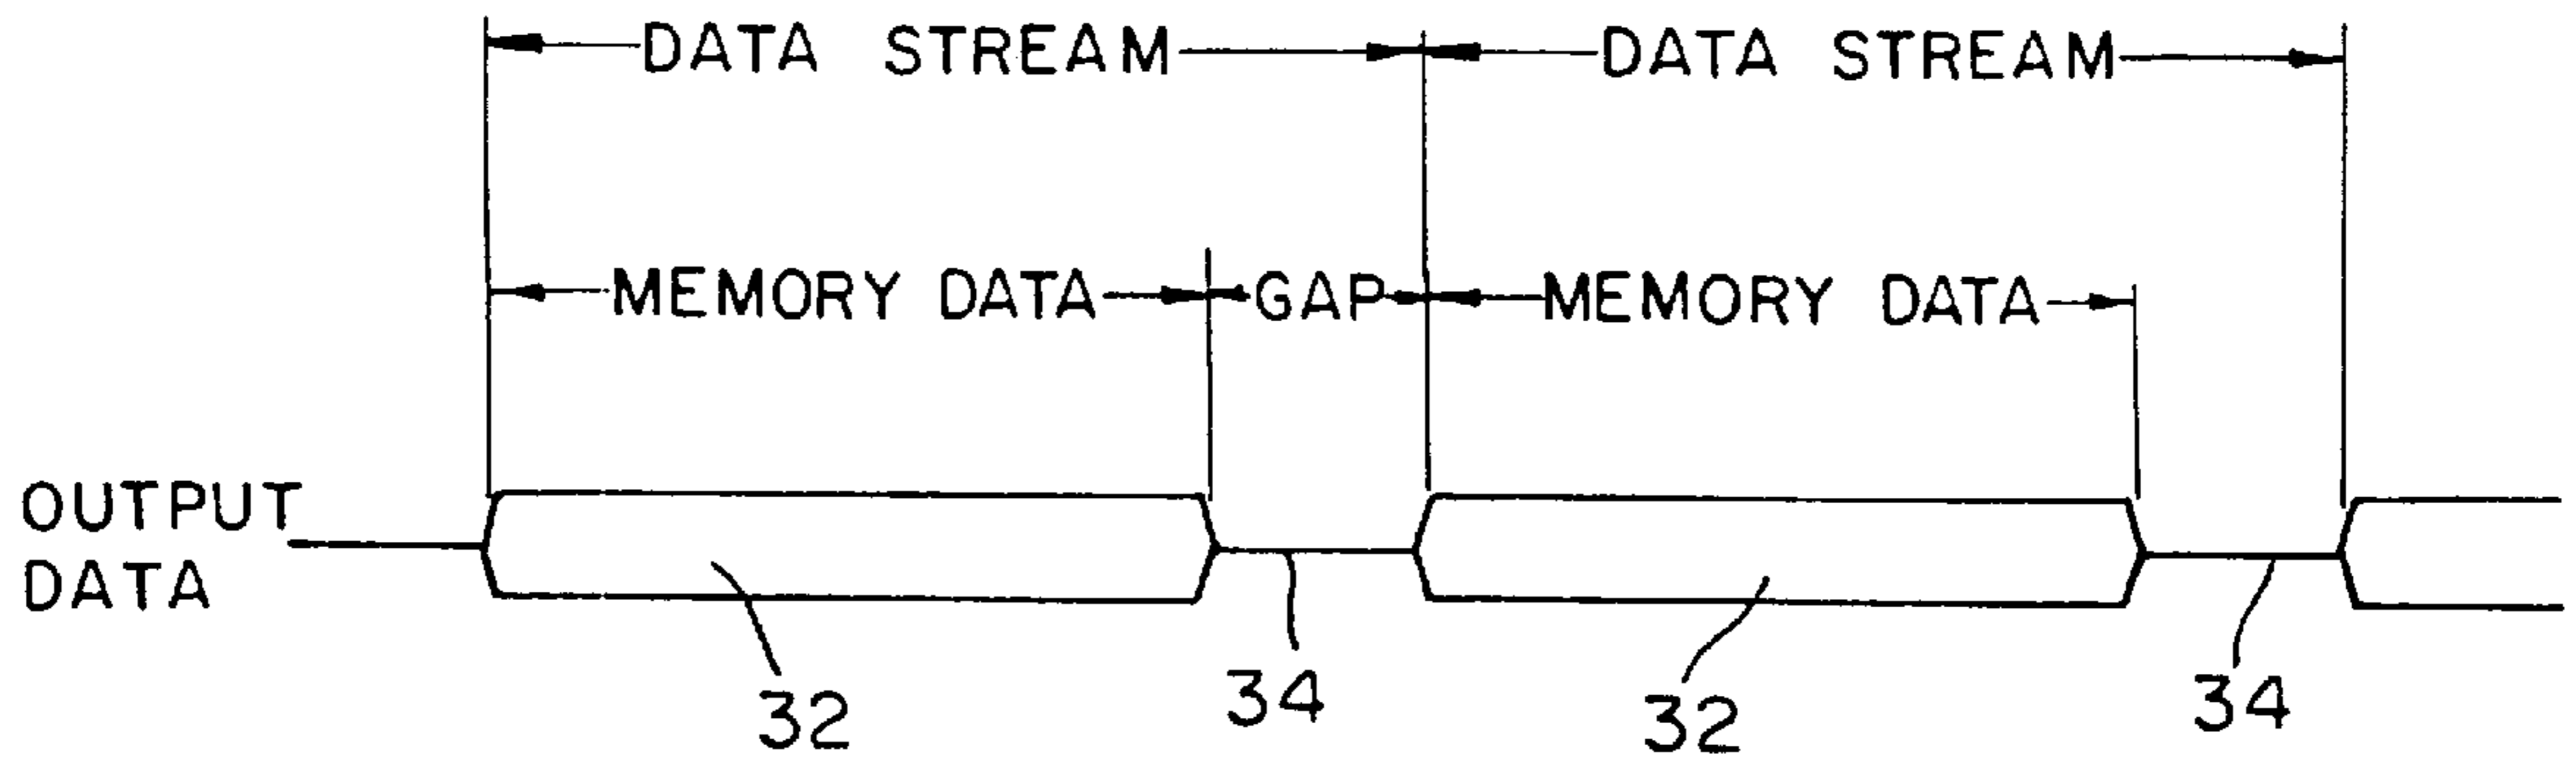 DATA STREAM DATA STREAM
MEMORY DATA GAP MEMORY DATA
OUTPUT
DATA
32 34 32 34